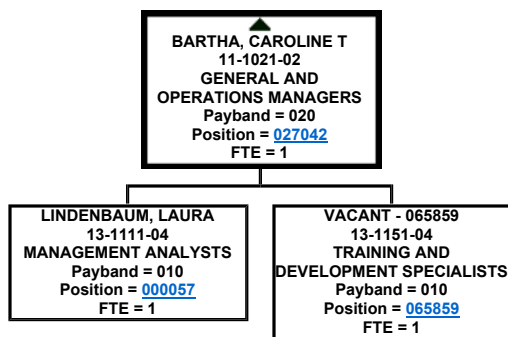 BARTHA, CAROLINE T
11-1021-02
GENERAL AND
OPERATIONS MANAGERS
Payband = 020
Position = 027042
FTE = 1
LINDENBAUM, LAURA
13-1111-04
MANAGEMENT ANALYSTS
Payband = 010
Position = 000057
FTE = 1
VACANT - 065859
13-1151-04
TRAINING AND
DEVELOPMENT SPECIALISTS
Payband = 010
Position = 065859
FTE = 1